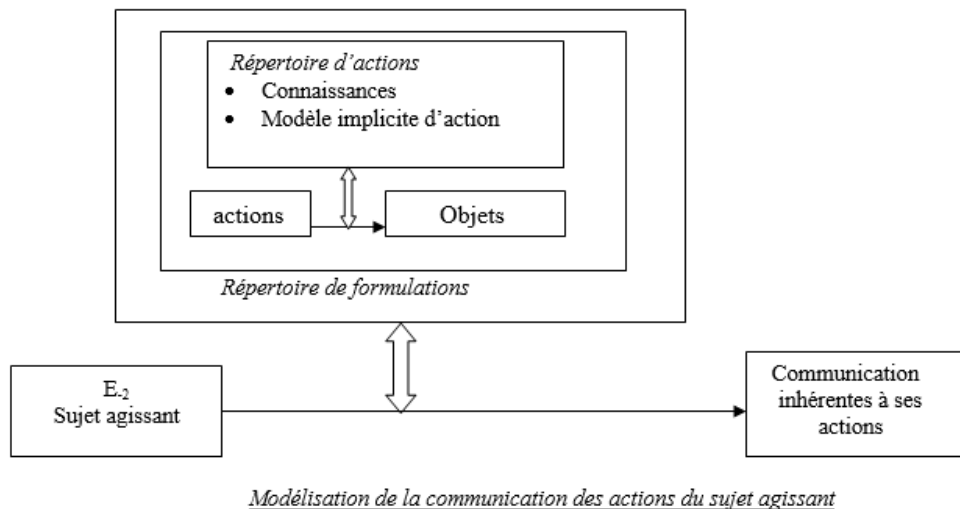 Répertoire d’actions
• Connaissances
• Modèle implicite d’action
actions
Objets
Répertoire de formulations
E-2
Sujet agissant
Communication
inhérentes à ses
actions
Modélisation de la communication des actions du sujet agissant